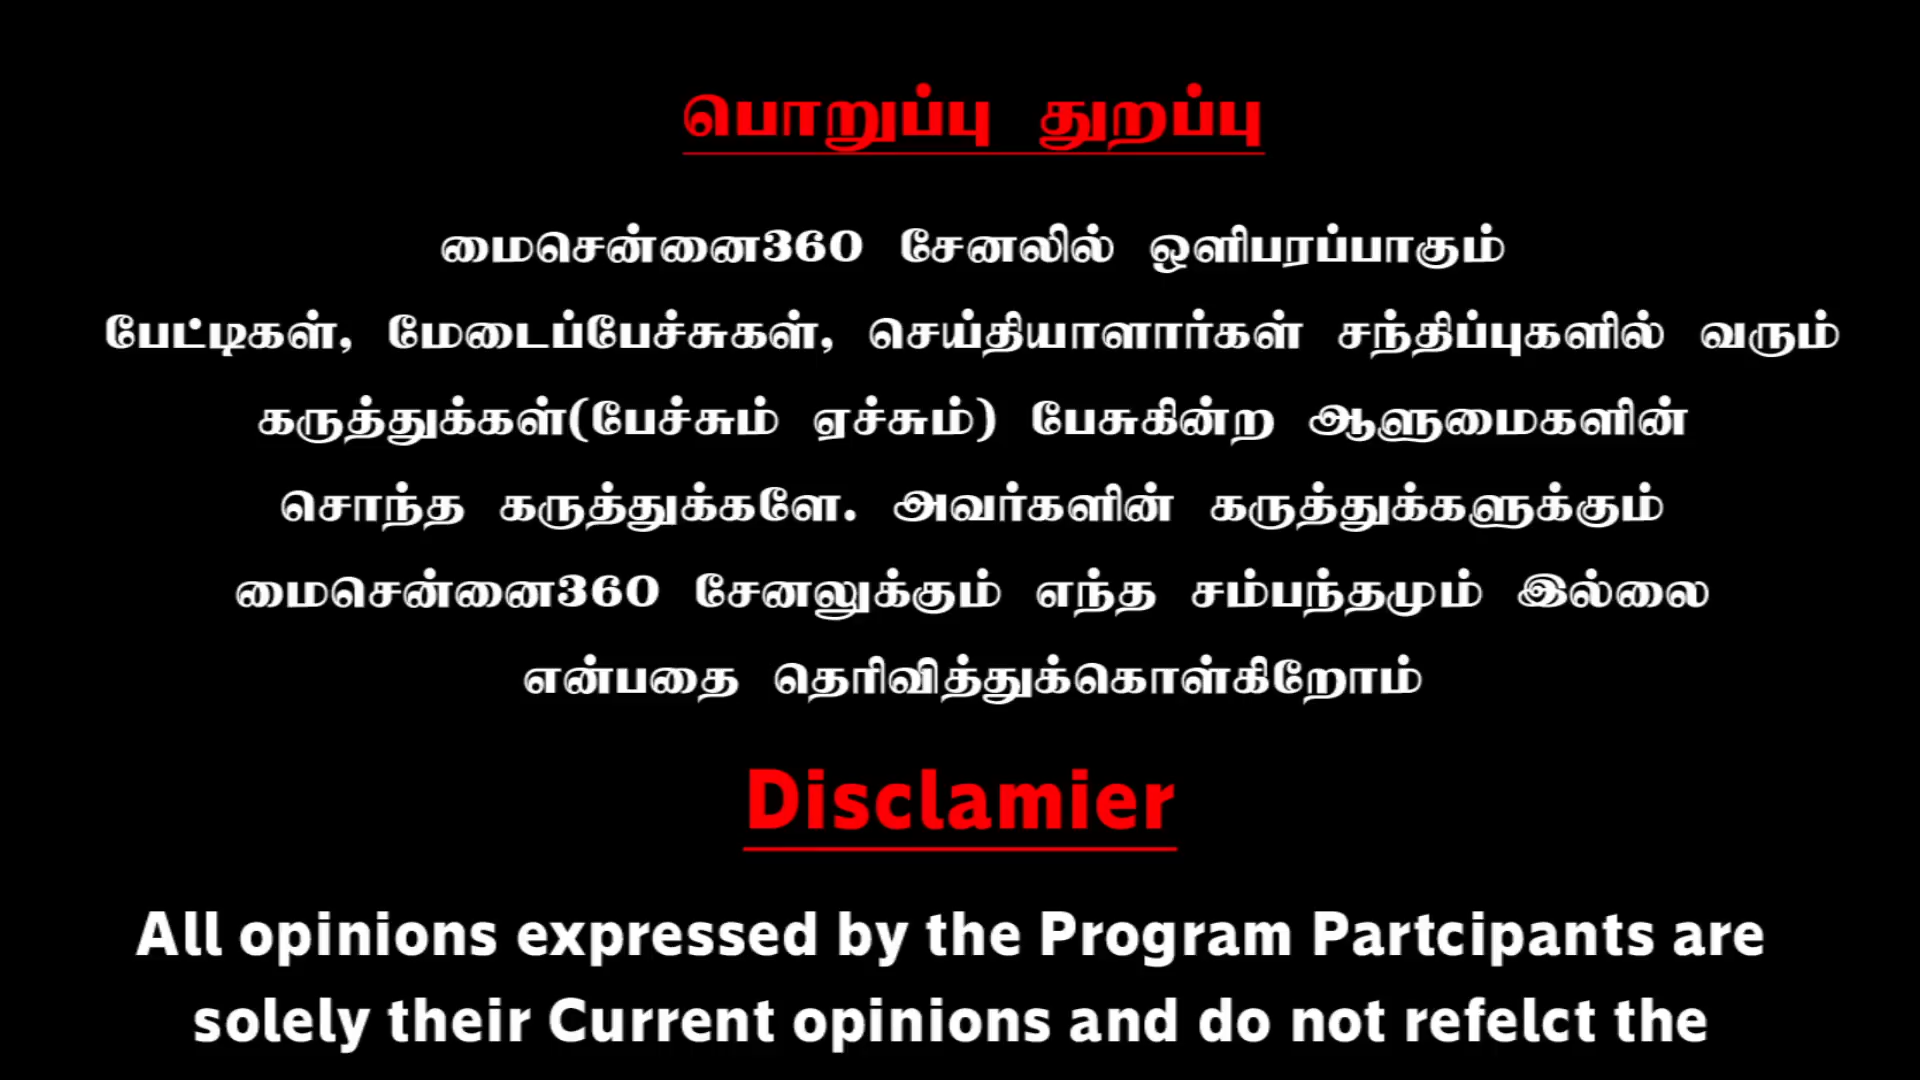 பொறுப்பு துறப்பு
மைசென்னை360 சேனலில் ஒளிபரப்பாகும்
பேட்டிகள், மேடைப்பேச்சுகள், செய்தியாளார்கள் சந்திப்புகளில் வரும்
கருத்துக்கள்(பேச்சும் ஏச்சும்) பேசுகின்ற ஆளுமைகளின்
சொந்த கருத்துக்களே. அவர்களின் கருத்துக்களுக்கும்
மைசென்னை360 சேனலுக்கும் எந்த சம்பந்தமும் இல்லை
என்பதை தெரிவித்துக்கொள்கிறோம்
Disclamier
All opinions expressed by the Program Partcipants are
solely their Current opinions and do not refelct the